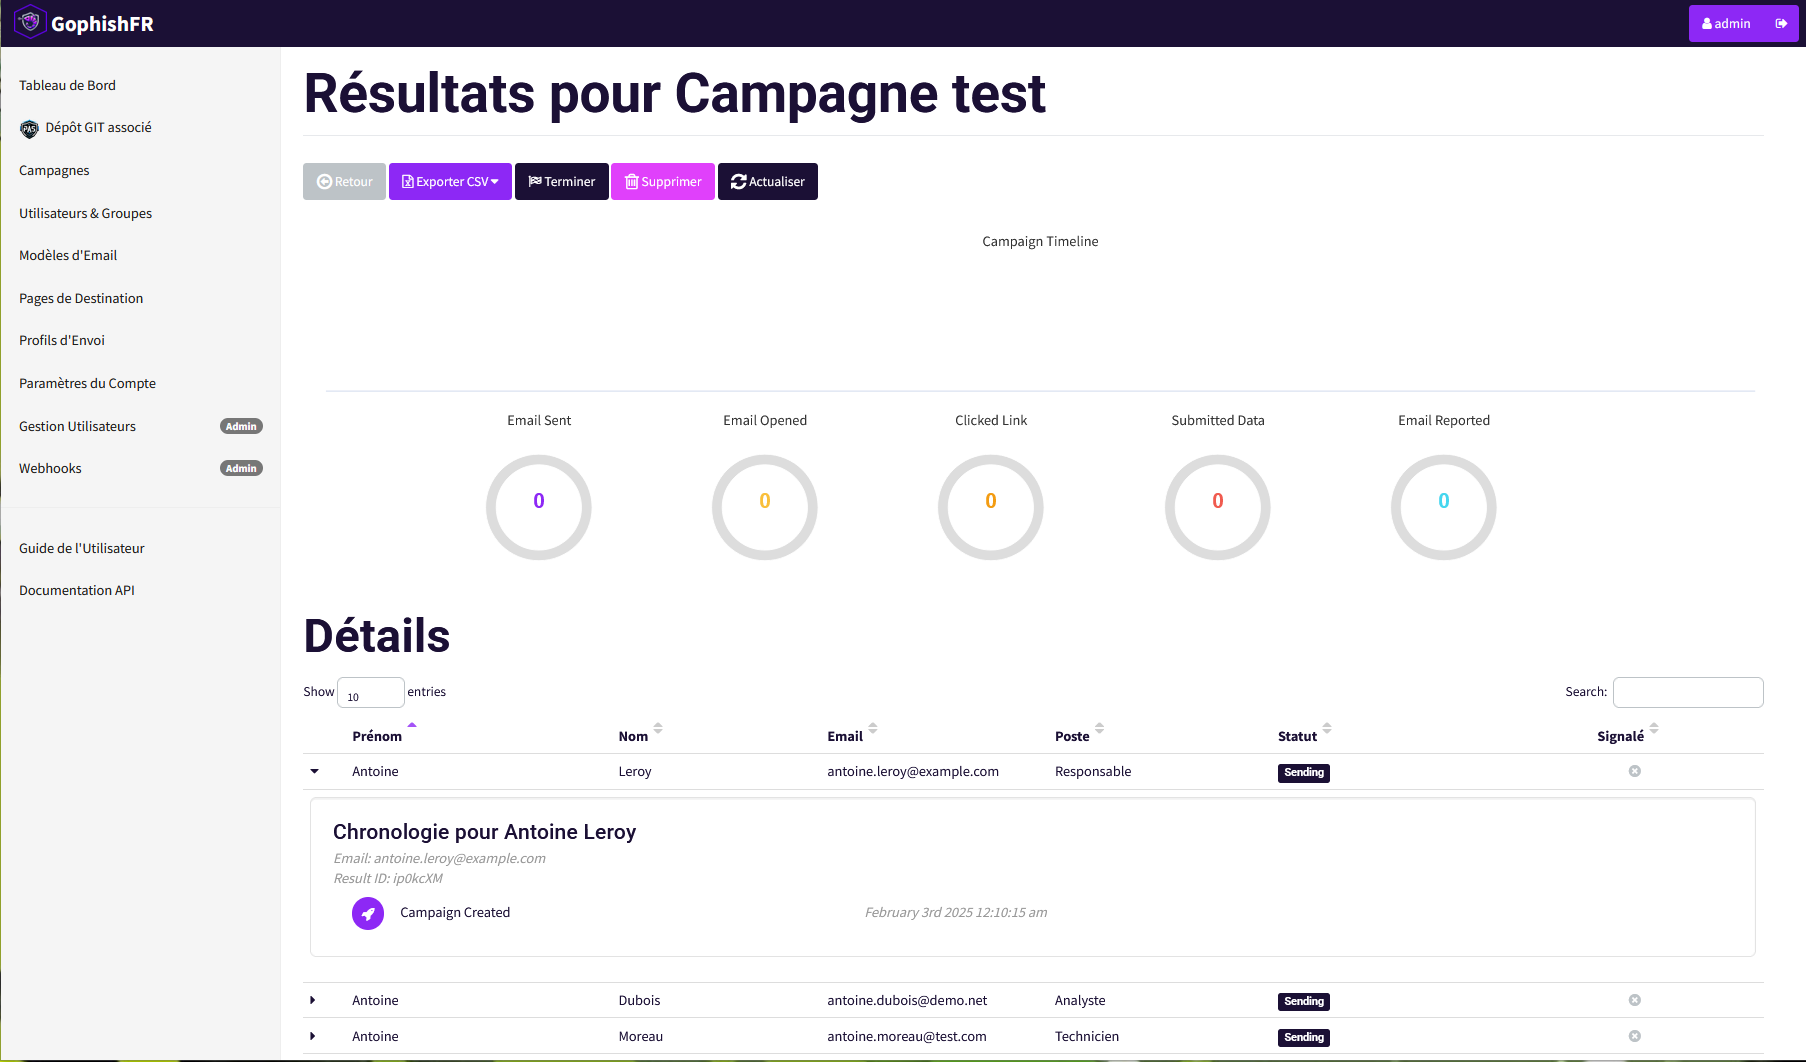 GophishFR
admin
Tableau de Bord
PAS Dépôt GIT associé
Campagnes
Utilisateurs & Groupes
Modèles d'Email
Pages de Destination
Profils d'Envoi
Paramètres du Compte
Gestion Utilisateurs Admin
Webhooks Admin
Guide de l'Utilisateur
Documentation API
Résultats pour Campagne test
Retour Exporter CSV Terminer Supprimer Actualiser
Campaign Timeline
Email Sent Email Opened Clicked Link Submitted Data Email Reported
0 0 0 0 0
Détails
Show 10 entries Search:
Prénom Nom Email Poste Statut Signalé
Antoine Leroy antoine.leroy@example.com Responsable Sending
Chronologie pour Antoine Leroy
Email: antoine.leroy@example.com
Result ID: ip0kcXM
Campaign Created February 3rd 2025 12:10:15 am
Antoine Dubois antoine.dubois@demo.net Analyste Sending
Antoine Moreau antoine.moreau@test.com Technicien Sending